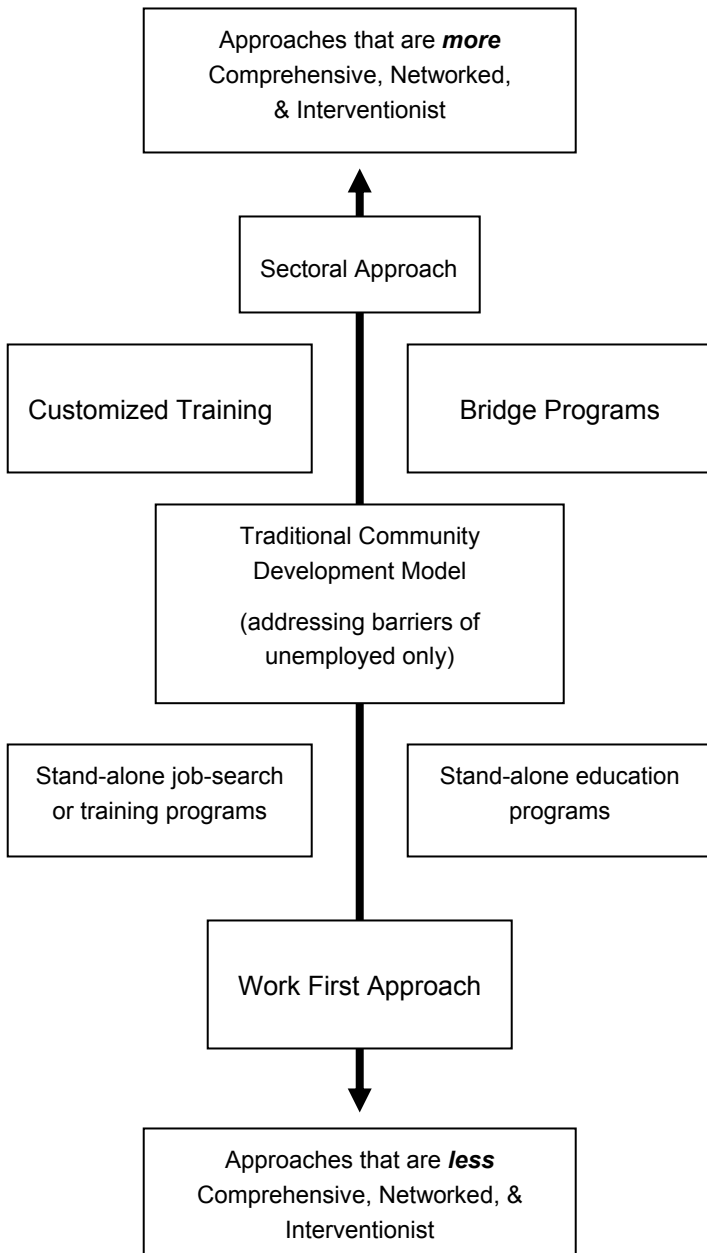 Approaches that are more
Comprehensive, Networked,
& Interventionist
Sectoral Approach
Customized Training
Bridge Programs
Traditional Community
Development Model
(addressing barriers of
unemployed only)
Stand-alone job-search
or training programs
Stand-alone education
programs
Work First Approach
Approaches that are less
Comprehensive, Networked, &
Interventionist